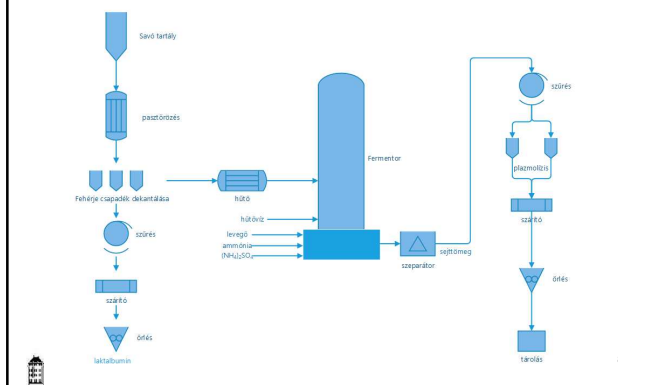 Savó tartály
pasztörözés
Fehérje csapadék dekantálása
szűrés
szárító
őrlés
laktalbumin
hűtő
Fermentor
hűtővíz
levegő
ammónia
(NH₄)₂SO₄
szeparátor
sejttömeg
szűrés
plazmolízis
szárító
őrlés
tárolás